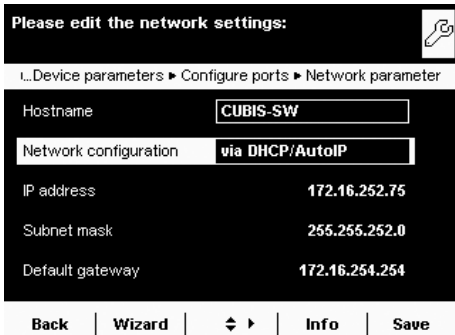 Please edit the network settings:
...Device parameters ▸ Configure ports ▸ Network parameter
Hostname CUBIS-SW
Network configuration via DHCP/AutoIP
IP address 172.16.252.75
Subnet mask 255.255.252.0
Default gateway 172.16.254.254
Back Wizard Info Save